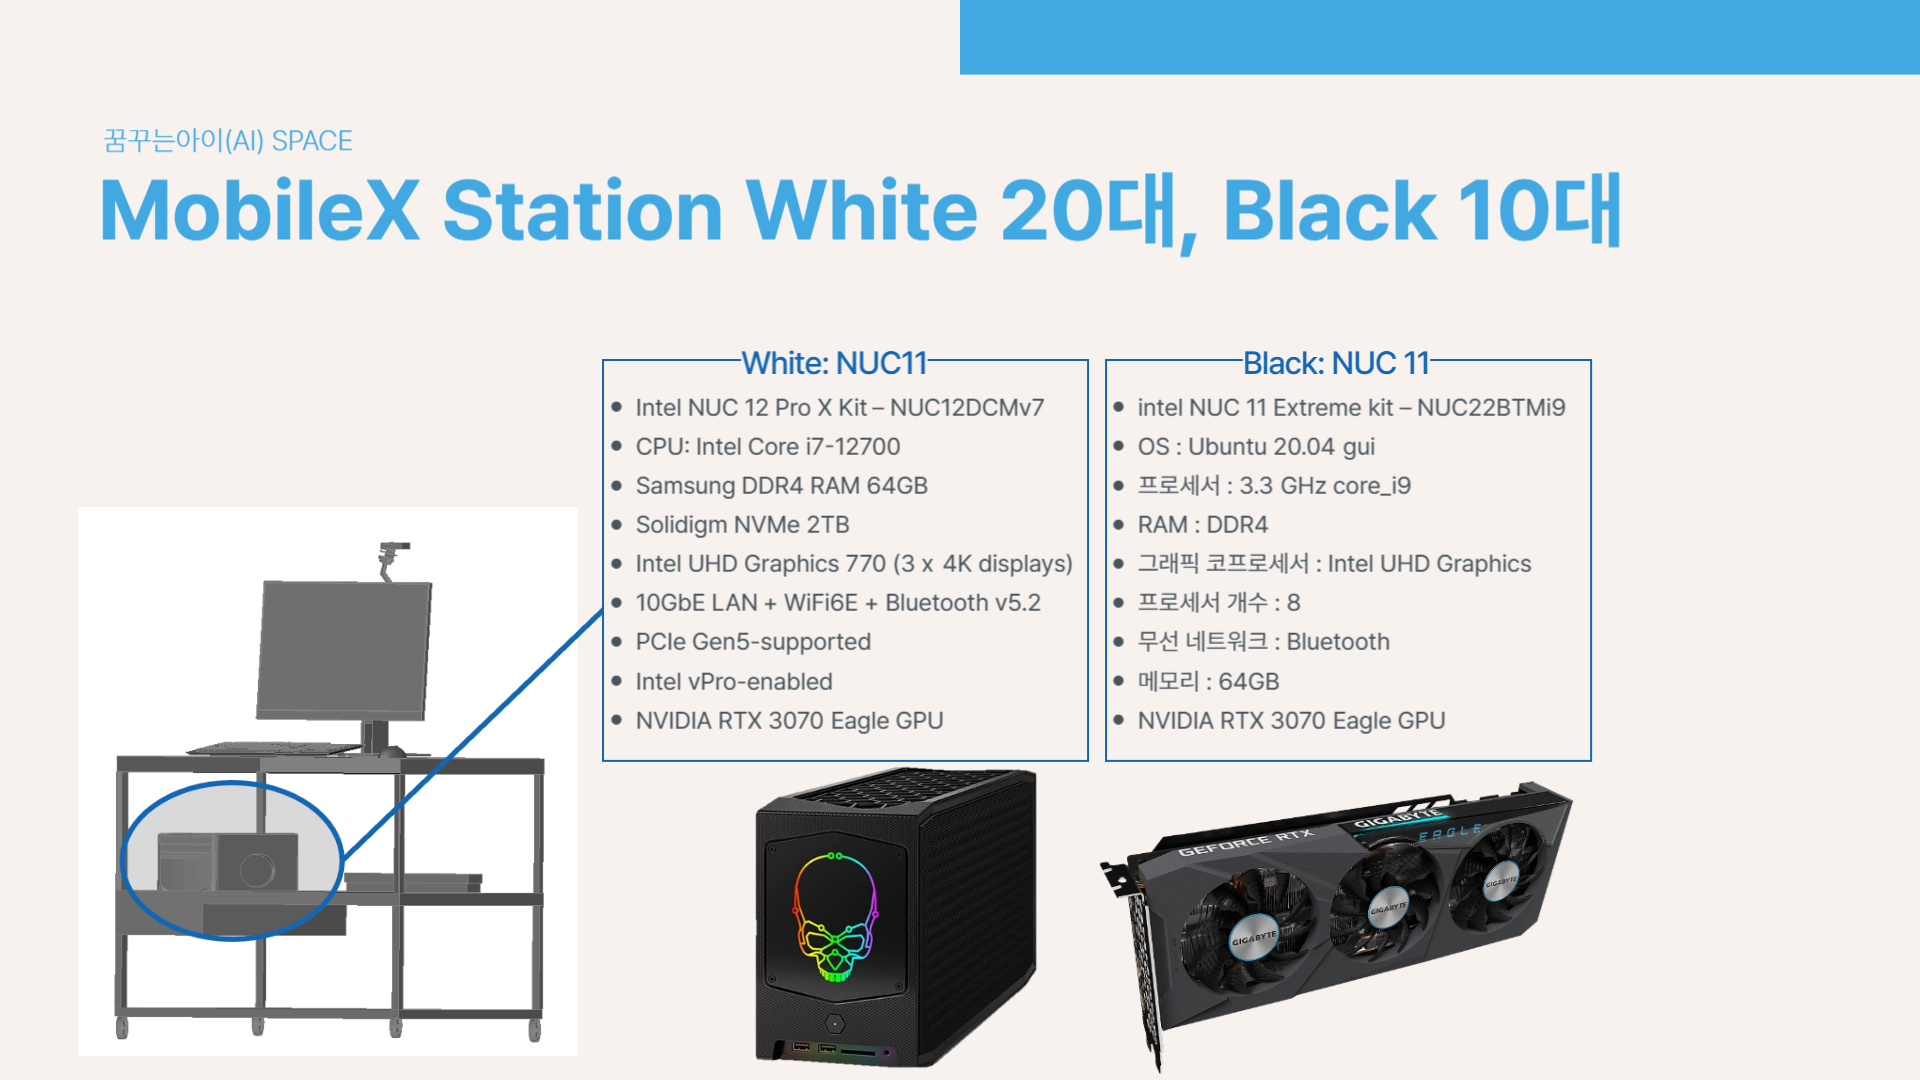 꿈꾸는아이(AI) SPACE
MobileX Station White 20대, Black 10대
White: NUC11
• Intel NUC 12 Pro X Kit – NUC12DCMv7
• CPU: Intel Core i7-12700
• Samsung DDR4 RAM 64GB
• Solidigm NVMe 2TB
• Intel UHD Graphics 770 (3 x 4K displays)
• 10GbE LAN + WiFi6E + Bluetooth v5.2
• PCIe Gen5-supported
• Intel vPro-enabled
• NVIDIA RTX 3070 Eagle GPU
Black: NUC 11
• intel NUC 11 Extreme kit – NUC22BTMi9
• OS : Ubuntu 20.04 gui
• 프로세서 : 3.3 GHz core_i9
• RAM : DDR4
• 그래픽 코프로세서 : Intel UHD Graphics
• 프로세서 개수 : 8
• 무선 네트워크 : Bluetooth
• 메모리 : 64GB
• NVIDIA RTX 3070 Eagle GPU
GEFORCE RTX
GIGABYTE
EAGLE
GIGABYTE
GIGABYTE
GIGABYTE